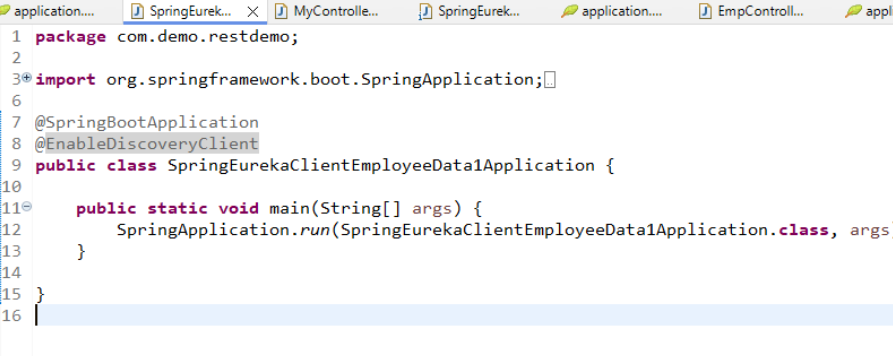 application.... SpringEurek... MyControlle... SpringEurek... application.... EmpControll... appl
1 package com.demo.restdemo;
2
3 import org.springframework.boot.SpringApplication;
6
7 @SpringBootApplication
8 @EnableDiscoveryClient
9 public class SpringEurekaClientEmployeeData1Application {
10
11 public static void main(String[] args) {
12 SpringApplication.run(SpringEurekaClientEmployeeData1Application.class, args)
13 }
14
15 }
16